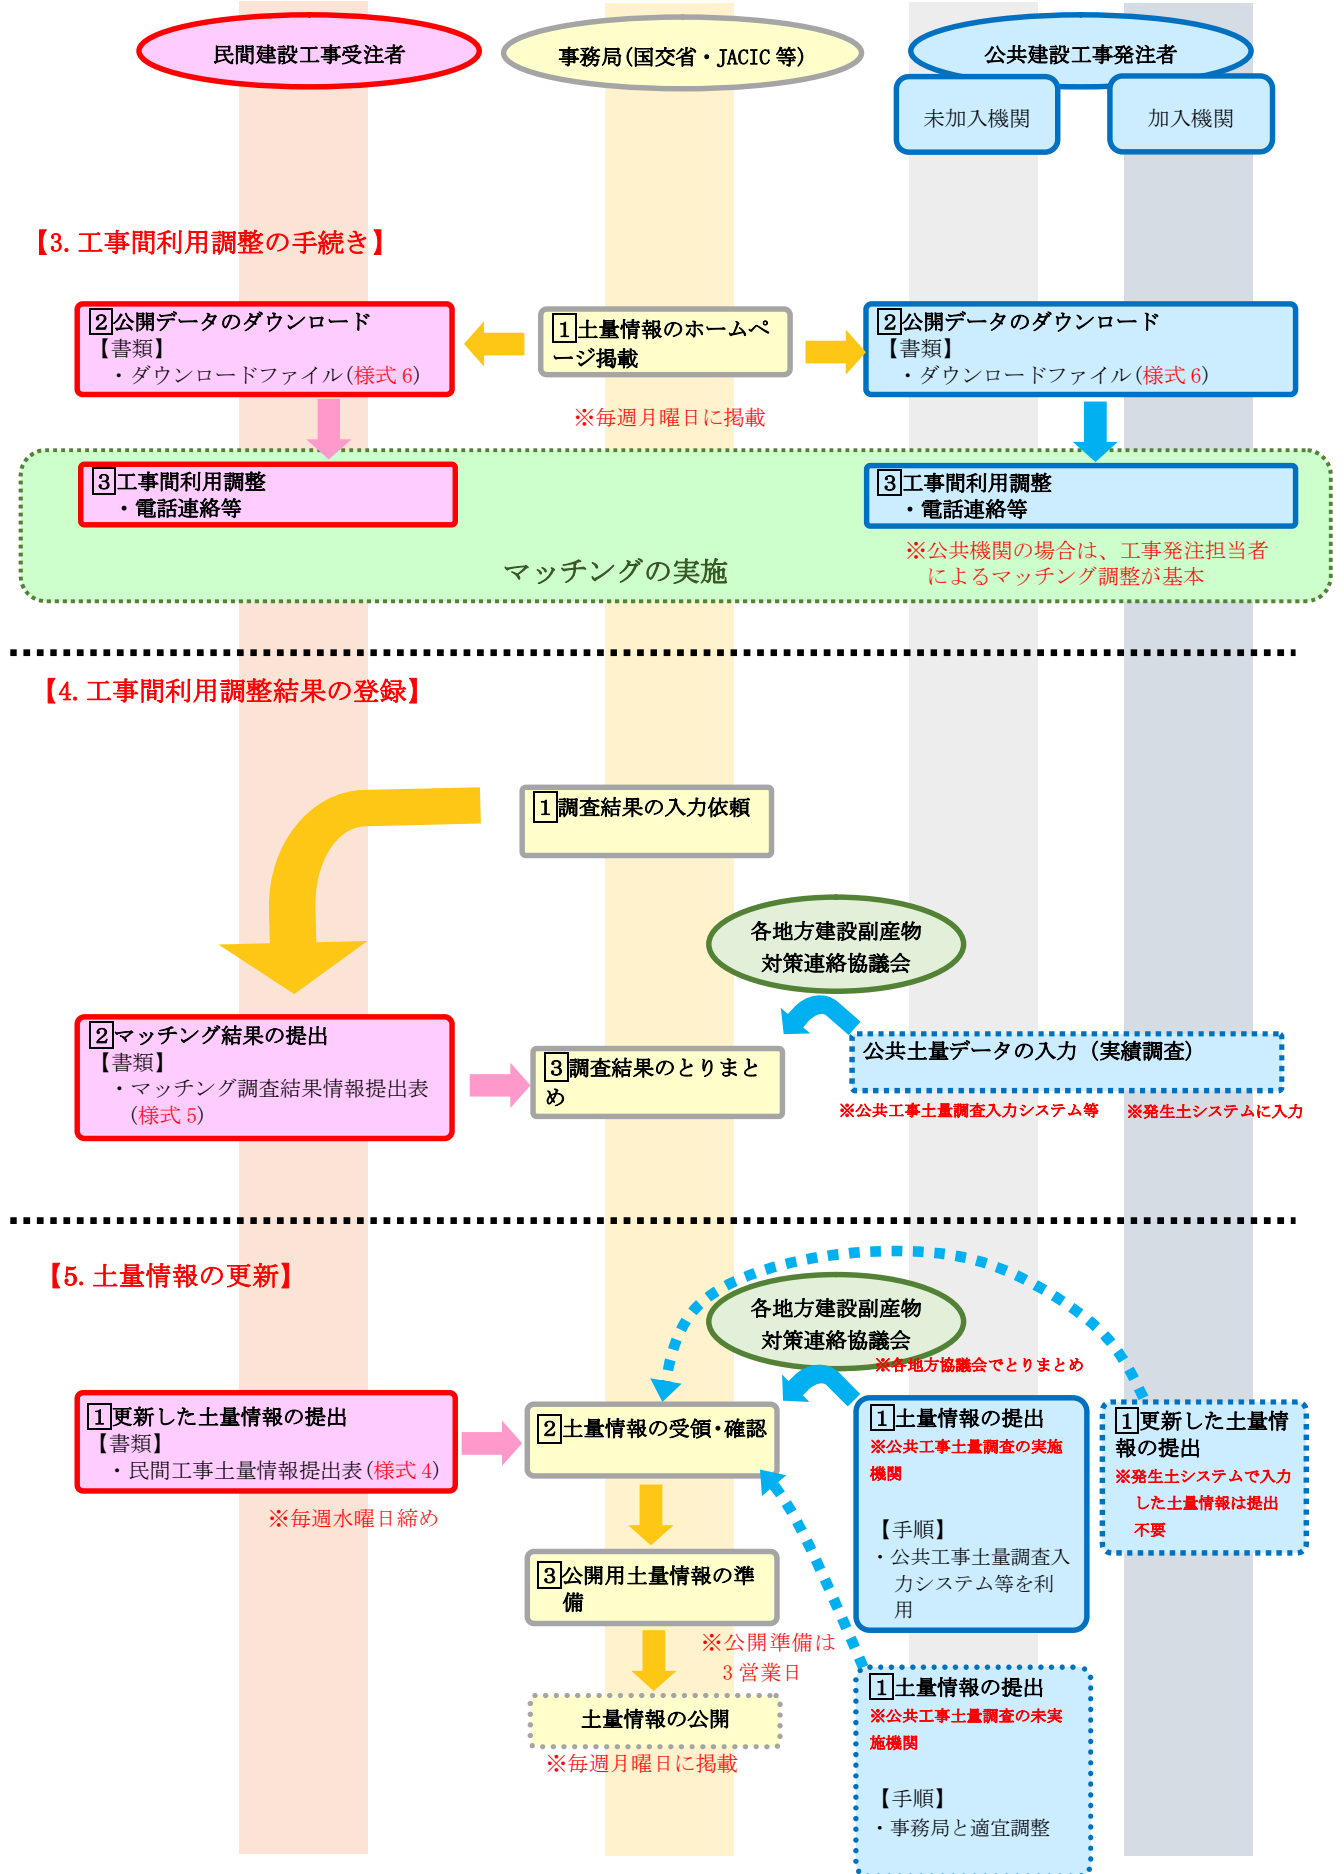 民間建設工事受注者
事務局(国交省・JACIC 等)
公共建設工事発注者
未加入機関
加入機関
【3. 工事間利用調整の手続き】
2公開データのダウンロード
【書類】
・ダウンロードファイル(様式 6)
1土量情報のホームペ
ージ掲載
※毎週月曜日に掲載
2公開データのダウンロード
【書類】
・ダウンロードファイル(様式 6)
3工事間利用調整
・電話連絡等
3工事間利用調整
・電話連絡等
※公共機関の場合は、工事発注担当者
によるマッチング調整が基本
マッチングの実施
【4. 工事間利用調整結果の登録】
1調査結果の入力依頼
各地方建設副産物
対策連絡協議会
2マッチング結果の提出
【書類】
・マッチング調査結果情報提出表
(様式 5)
3調査結果のとりまと
め
公共土量データの入力（実績調査）
※公共工事土量調査入力システム等
※発生土システムに入力
【5. 土量情報の更新】
各地方建設副産物
対策連絡協議会
※各地方協議会でとりまとめ
1更新した土量情報の提出
【書類】
・民間工事土量情報提出表(様式 4)
※毎週水曜日締め
2土量情報の受領・確認
3公開用土量情報の準
備
※公開準備は
3 営業日
土量情報の公開
※毎週月曜日に掲載
1土量情報の提出
※公共工事土量調査の実施
機関
【手順】
・公共工事土量調査入
力システム等を利
用
1更新した土量情
報の提出
※発生土システムで入力
した土量情報は提出
不要
1土量情報の提出
※公共工事土量調査の未実
施機関
【手順】
・事務局と適宜調整